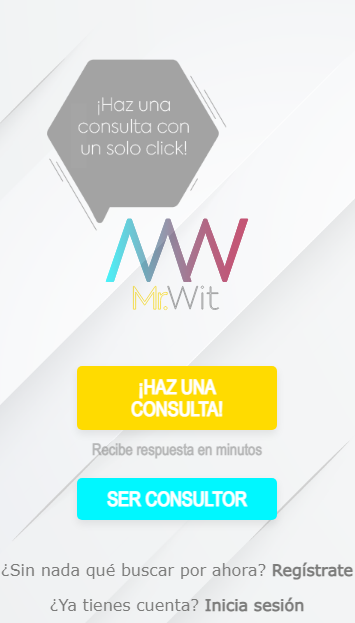 ¡Haz una
consulta con
un solo click!
MW
Mr.Wit
¡HAZ UNA
CONSULTA!
Recibe respuesta en minutos
SER CONSULTOR
¿Sin nada qué buscar por ahora? Regístrate
¿Ya tienes cuenta? Inicia sesión